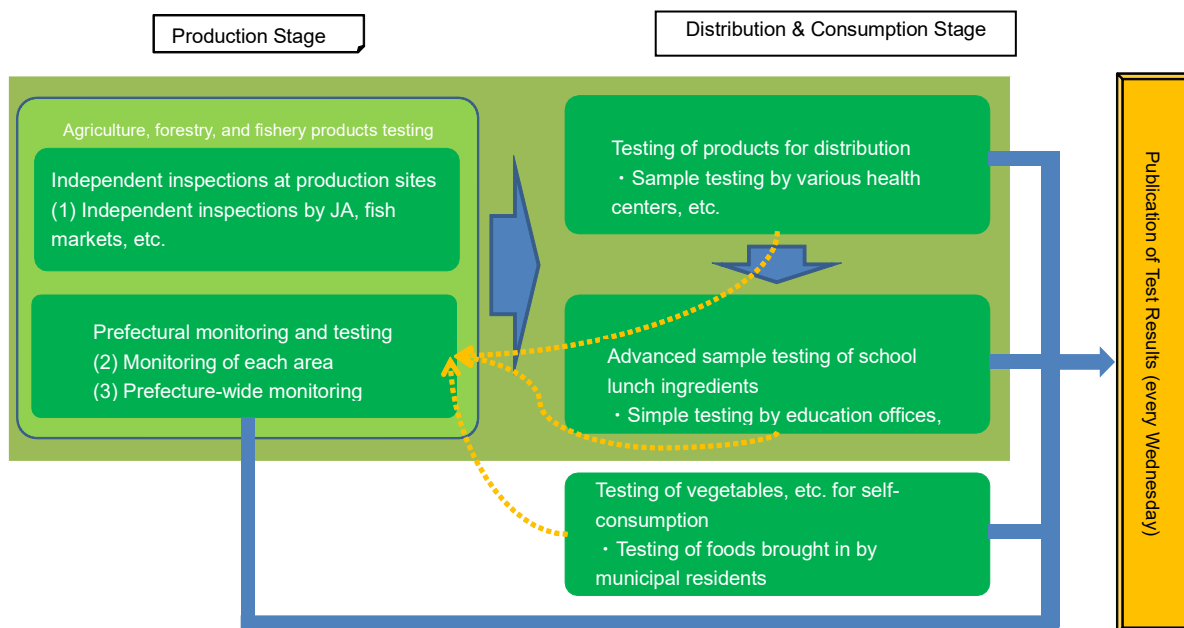 Production Stage
Distribution & Consumption Stage
Agriculture, forestry, and fishery products testing
Independent inspections at production sites
(1) Independent inspections by JA, fish
markets, etc.
Prefectural monitoring and testing
(2) Monitoring of each area
(3) Prefecture-wide monitoring
Testing of products for distribution
・Sample testing by various health
centers, etc.
Advanced sample testing of school
lunch ingredients
・Simple testing by education offices,
Testing of vegetables, etc. for self-
consumption
・Testing of foods brought in by
municipal residents
Publication of Test Results (every Wednesday)